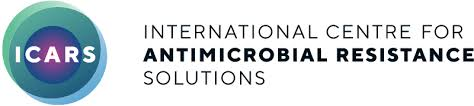 ICARS
INTERNATIONAL CENTRE FOR
ANTIMICROBIAL RESISTANCE
SOLUTIONS